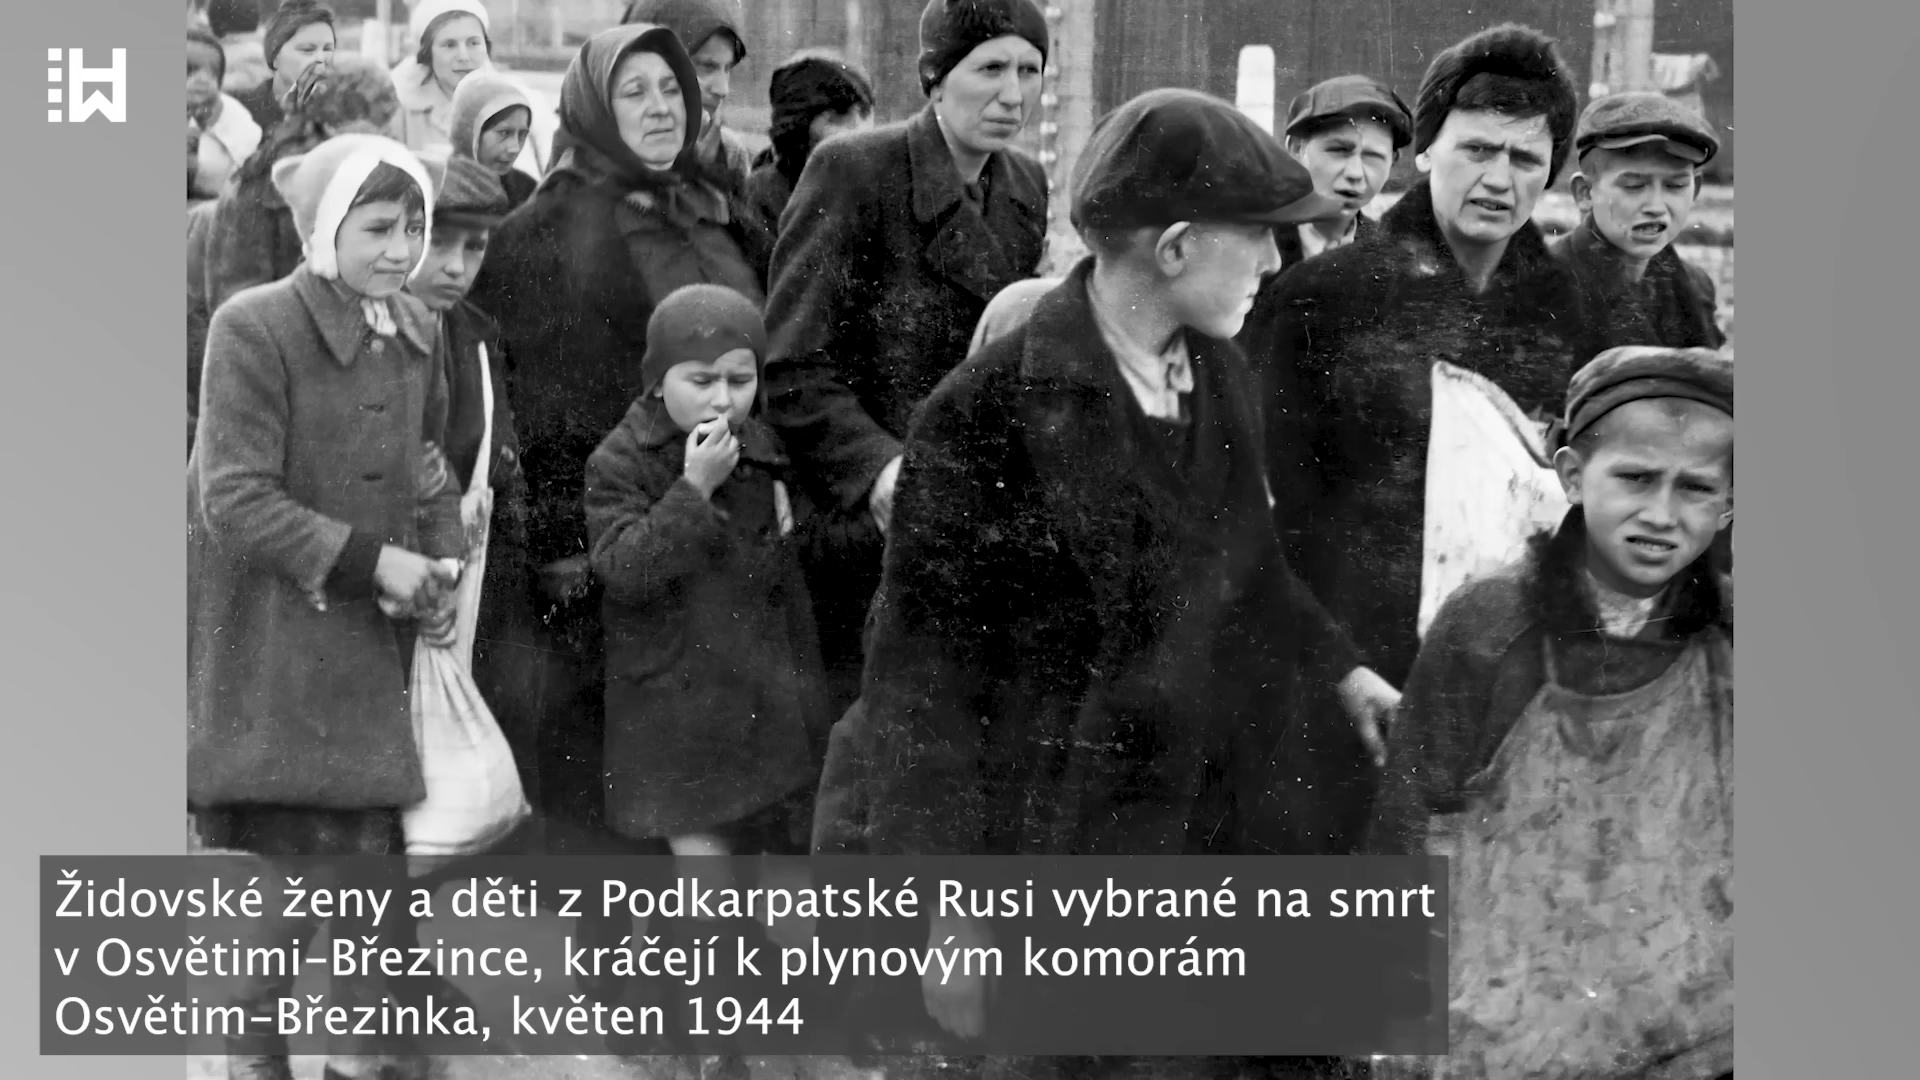 Židovské ženy a děti z Podkarpatské Rusi vybrané na smrt
v Osvětimi–Březince, kráčejí k plynovým komorám
Osvětim–Březinka, květen 1944